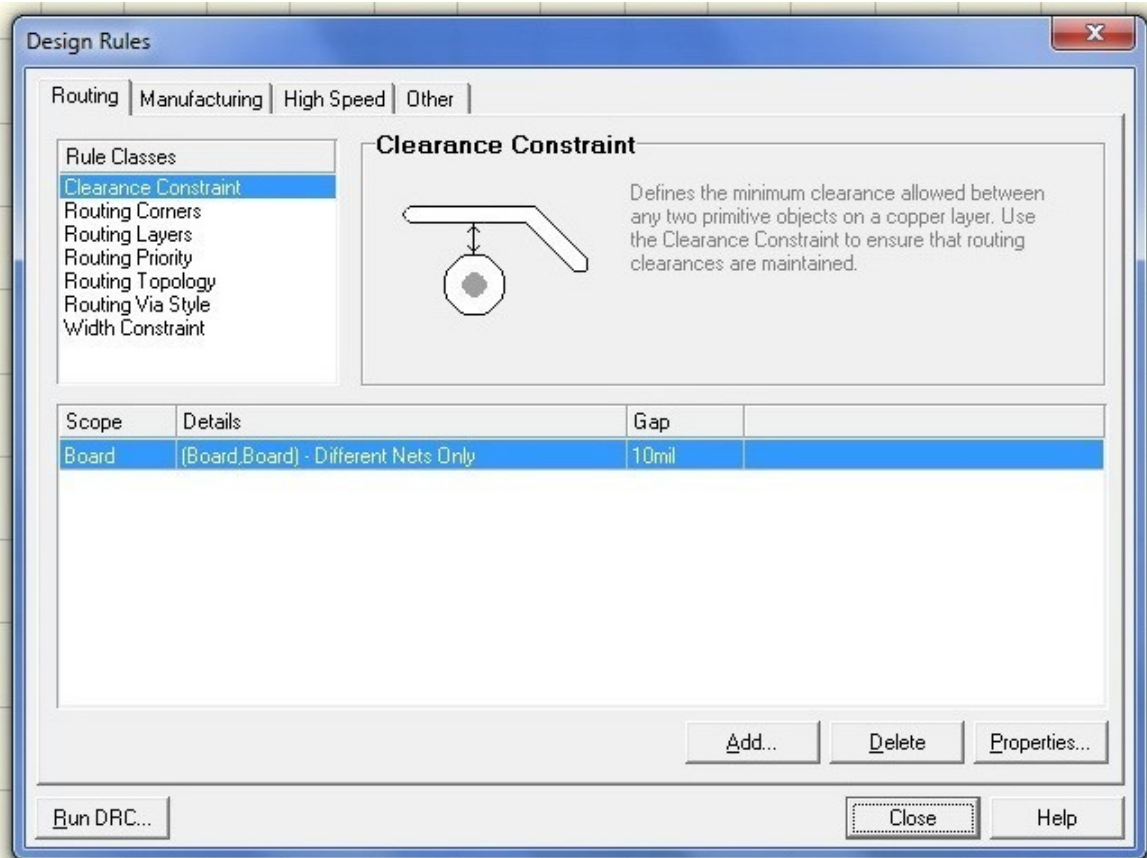 Design Rules
Routing Manufacturing High Speed Other
Rule Classes
Clearance Constraint
Routing Corners
Routing Layers
Routing Priority
Routing Topology
Routing Via Style
Width Constraint
Clearance Constraint
Defines the minimum clearance allowed between
any two primitive objects on a copper layer. Use
the Clearance Constraint to ensure that routing
clearances are maintained.
Scope Details Gap
Board (Board,Board) - Different Nets Only 10mil
Add... Delete Properties...
Run DRC... Close Help